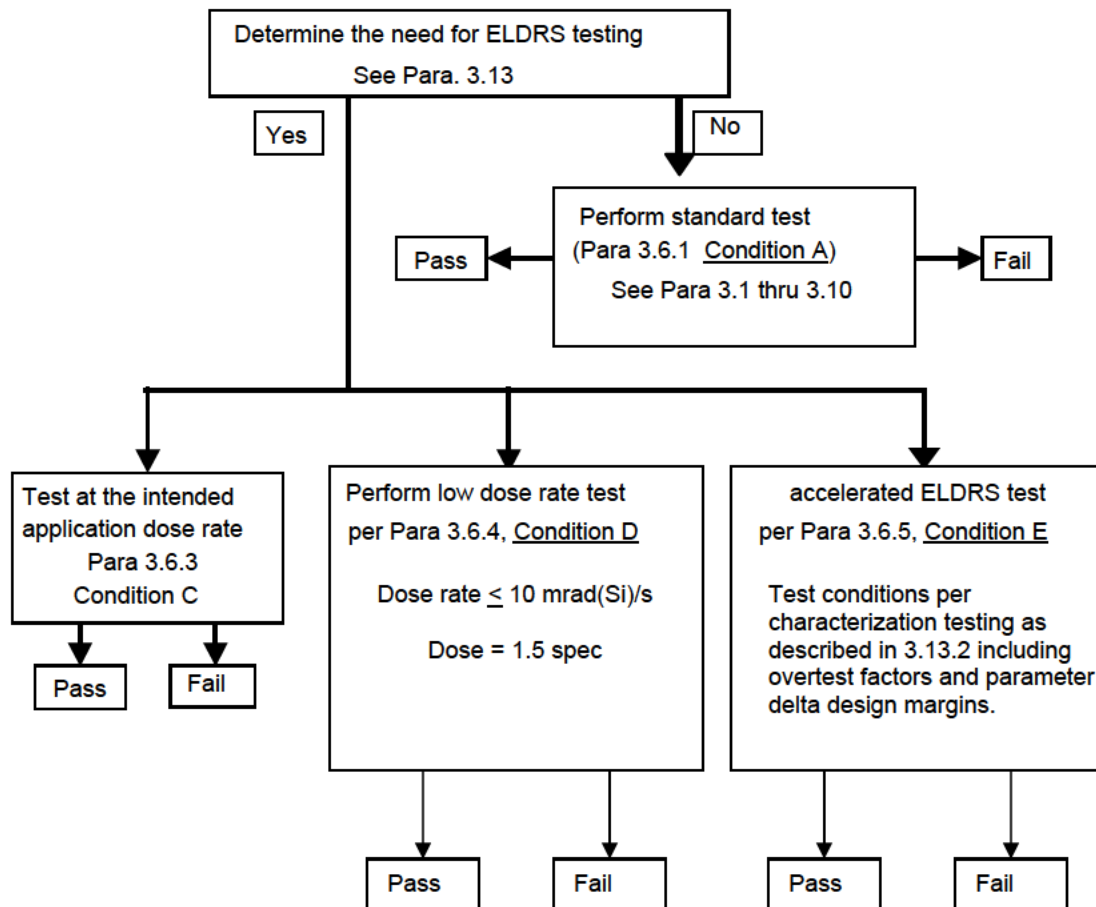 Determine the need for ELDRS testing
See Para. 3.13
Yes
No
Perform standard test
(Para 3.6.1 Condition A)
See Para 3.1 thru 3.10
Pass
Fail
Test at the intended
application dose rate
Para 3.6.3
Condition C
Pass
Fail
Perform low dose rate test
per Para 3.6.4, Condition D
Dose rate ≤ 10 mrad(Si)/s
Dose = 1.5 spec
Pass
Fail
accelerated ELDRS test
per Para 3.6.5, Condition E
Test conditions per
characterization testing as
described in 3.13.2 including
overtest factors and parameter
delta design margins.
Pass
Fail